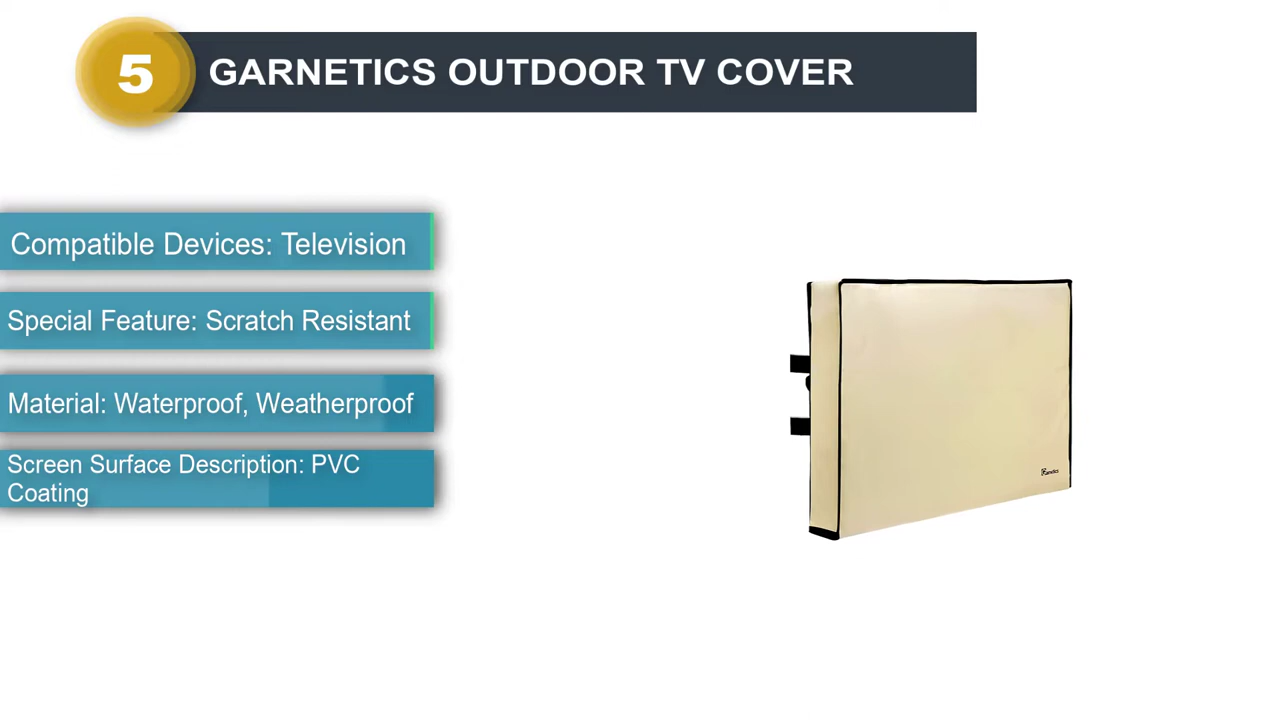 5
GARNETICS OUTDOOR TV COVER
Compatible Devices: Television
Special Feature: Scratch Resistant
Material: Waterproof, Weatherproof
Screen Surface Description: PVC
Coating